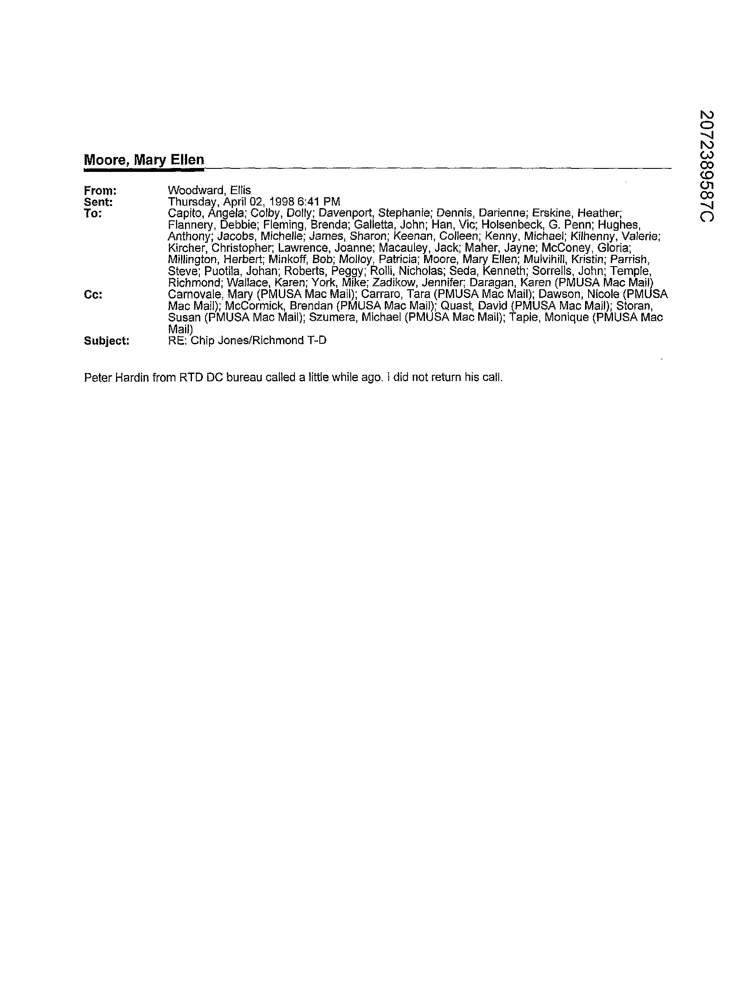 2072389587C
Moore, Mary Ellen
From: Woodward, Ellis
Sent: Thursday, April 02, 1998 6:41 PM
To: Capito, Angela; Colby, Dolly; Davenport, Stephanie; Dennis, Darienne; Erskine, Heather;
Flannery, Debbie; Fleming, Brenda; Galletta, John; Han, Vic; Holsenbeck, G. Penn; Hughes,
Anthony; Jacobs, Michelle; James, Sharon; Keenan, Colleen; Kenny, Michael; Kilhenny, Valerie;
Kircher, Christopher; Lawrence, Joanne; Macauley, Jack; Maher, Jayne; McConey, Gloria;
Millington, Herbert; Minkoff, Bob; Molloy, Patricia; Moore, Mary Ellen; Mulvihill, Kristin; Parrish,
Steve; Puotila, Johan; Roberts, Peggy; Rolli, Nicholas; Seda, Kenneth; Sorrells, John; Temple,
Richmond; Wallace, Karen; York, Mike; Zadikow, Jennifer; Daragan, Karen (PMUSA Mac Mail)
Cc: Carnovale, Mary (PMUSA Mac Mail); Carraro, Tara (PMUSA Mac Mail); Dawson, Nicole (PMUSA
Mac Mail); McCormick, Brendan (PMUSA Mac Mail); Quast, David (PMUSA Mac Mail); Storan,
Susan (PMUSA Mac Mail); Szumera, Michael (PMUSA Mac Mail); Tapie, Monique (PMUSA Mac
Mail)
Subject: RE: Chip Jones/Richmond T-D
Peter Hardin from RTD DC bureau called a little while ago. I did not return his call.